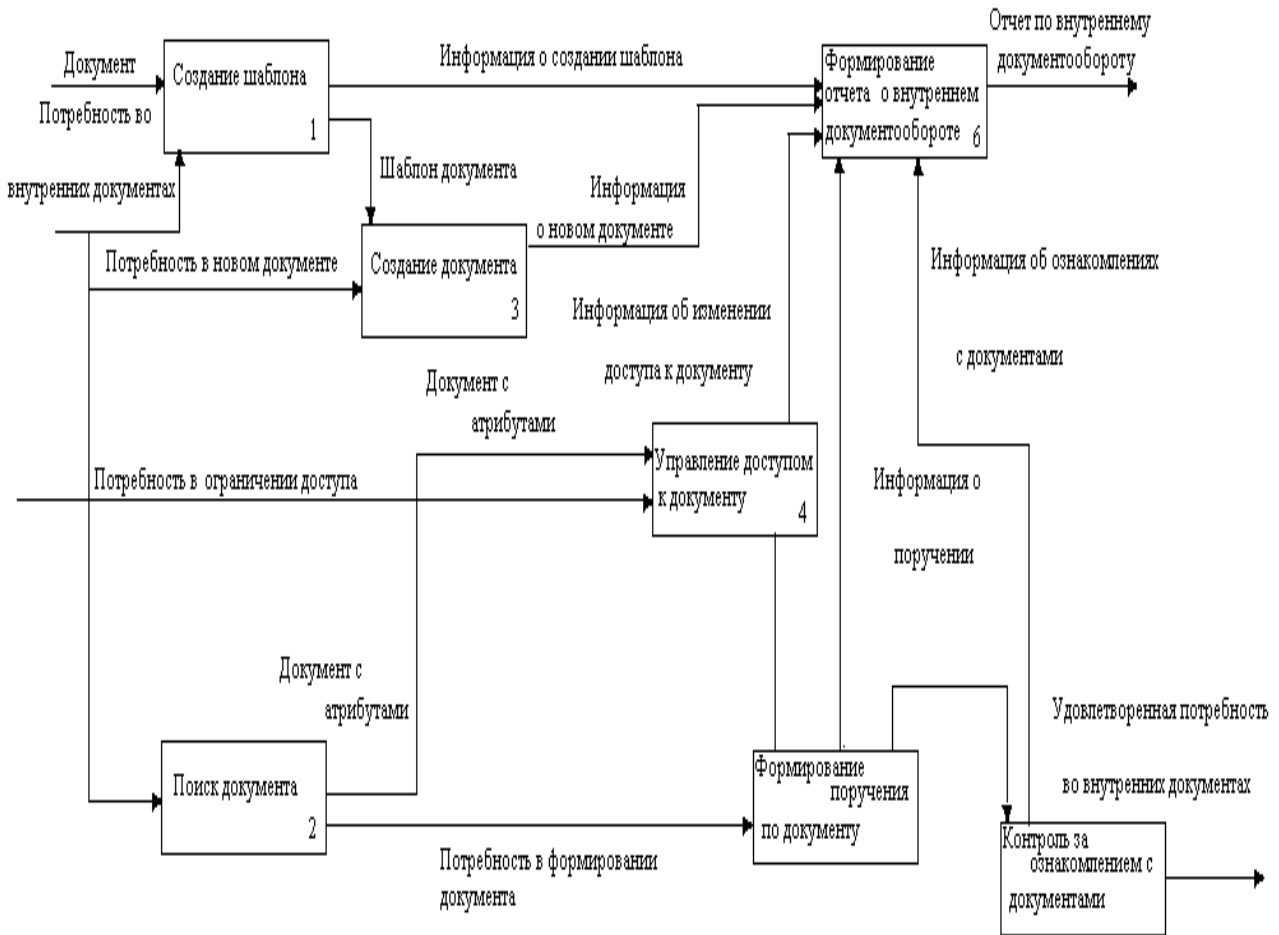 Документ
Потребность во
внутренних документах
Создание шаблона
1
Информация о создании шаблона
Формирование
отчета о внутреннем
документообороте
6
Отчет по внутреннему
документообороту
Шаблон документа
Информация
о новом документе
Потребность в новом документе
Создание документа
3
Информация об изменении
доступа к документу
Информация об ознакомпениях
с документами
Документ с
атрибутами
Потребность в ограничении доступа
Управление доступом
к документу
4
Информация о
поручении
Документ с
атрибутами
Поиск документа
2
Потребность в формировании
документа
Формирование
поручения
по документу
Удовлетворенная потребность
во внутренних документах
Контроль за
ознакомпением с
документами